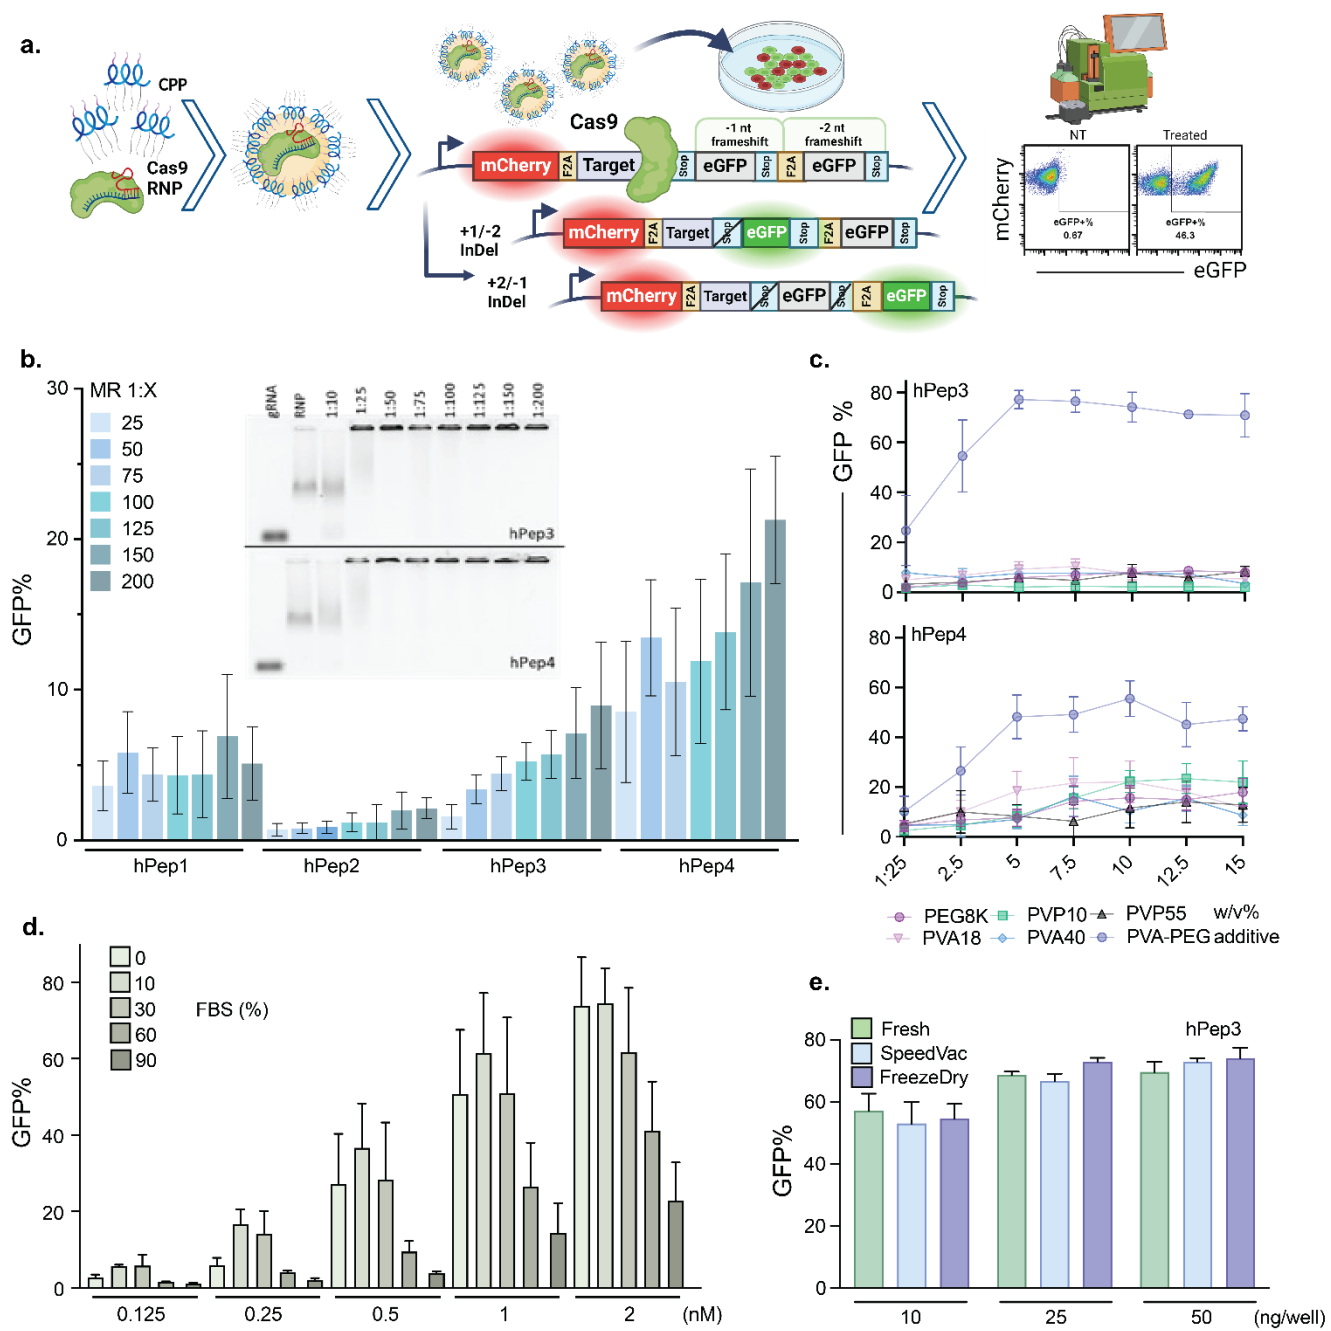 a.
CPP
Cas9
RNP
Cas9
-1 nt
frameshift
-2 nt
frameshift
mCherry
F2A
Target
Stop
eGFP
Stop
F2A
eGFP
Stop
+1/-2
InDel
mCherry
F2A
Target
Stop
eGFP
Stop
F2A
eGFP
Stop
+2/-1
InDel
mCherry
F2A
Target
Stop
eGFP
Stop
F2A
eGFP
Stop
NT
Treated
mCherry
eGFP+%
0.67
eGFP+%
46.3
eGFP
b.
30
20
10
0
GFP%
MR 1:X
25
50
75
100
125
150
200
gRNA
RNP
1:10
1:25
1:50
1:75
1:100
1:125
1:150
1:200
hPep3
hPep4
hPep1
hPep2
hPep3
hPep4
c.
GFP %
80
60
40
20
0
hPep3
80
60
40
20
0
hPep4
1:25
2.5
5
7.5
10
12.5
15
PEG8K
PVP10
PVP55
w/v%
PVA18
PVA40
PVA-PEG
additive
d.
GFP%
80
60
40
20
0
0
10
30
60
90
FBS (%)
0.125
0.25
0.5
1
2
(nM)
e.
GFP%
80
60
40
20
0
Fresh
SpeedVac
FreezeDry
hPep3
10
25
50
(ng/well)